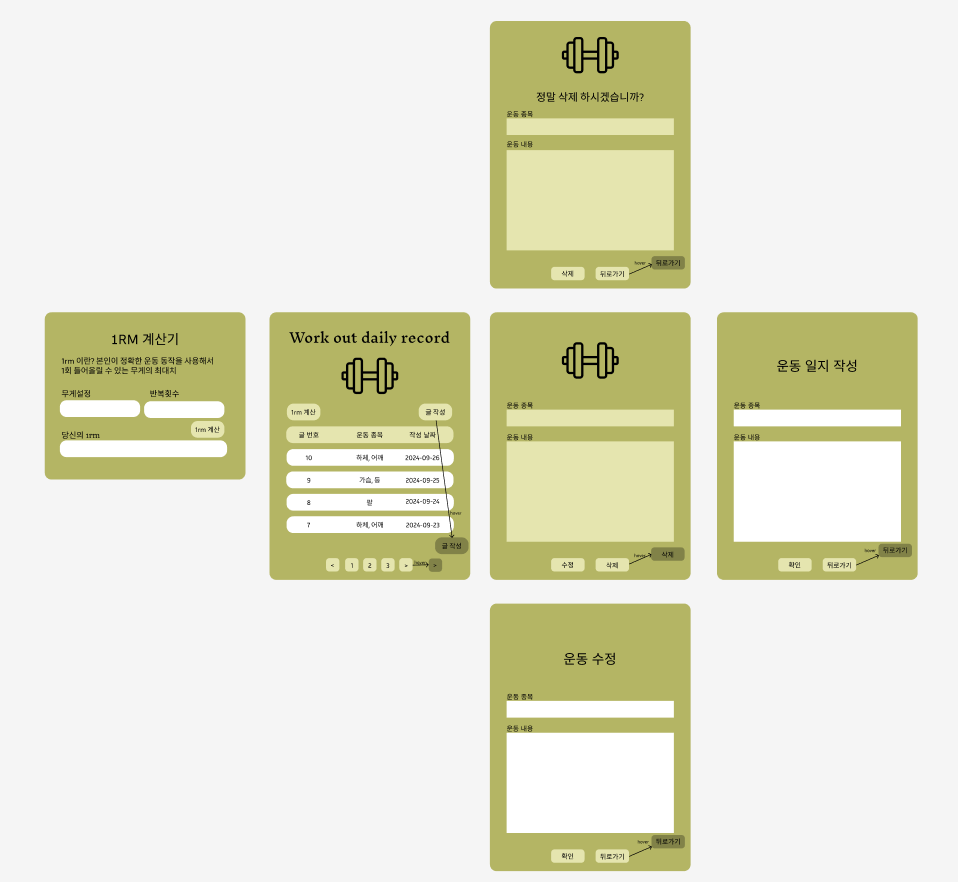 정말 삭제 하시겠습니까?
운동 종목
운동 내용
hover
뒤로가기
삭제
뒤로가기
1RM 계산기
1rm 이란? 본인이 정확한 운동 동작을 사용해서
1회 들어올릴 수 있는 무게의 최대치
무게설정
반복횟수
1rm 계산
당신의 1rm
Work out daily record
1rm 계산
글 작성
글 번호 운동 종목 작성 날짜
10 하체, 어깨 2024-09-26
9 가슴, 등 2024-09-25
8 팔 2024-09-24
hover
7 하체, 어깨 2024-09-23
글 작성
< 1 2 3 > hover >
운동 종목
운동 내용
hover
삭제
수정
삭제
운동 일지 작성
운동 종목
운동 내용
hover
뒤로가기
확인
뒤로가기
운동 수정
운동 종목
운동 내용
hover
뒤로가기
확인
뒤로가기